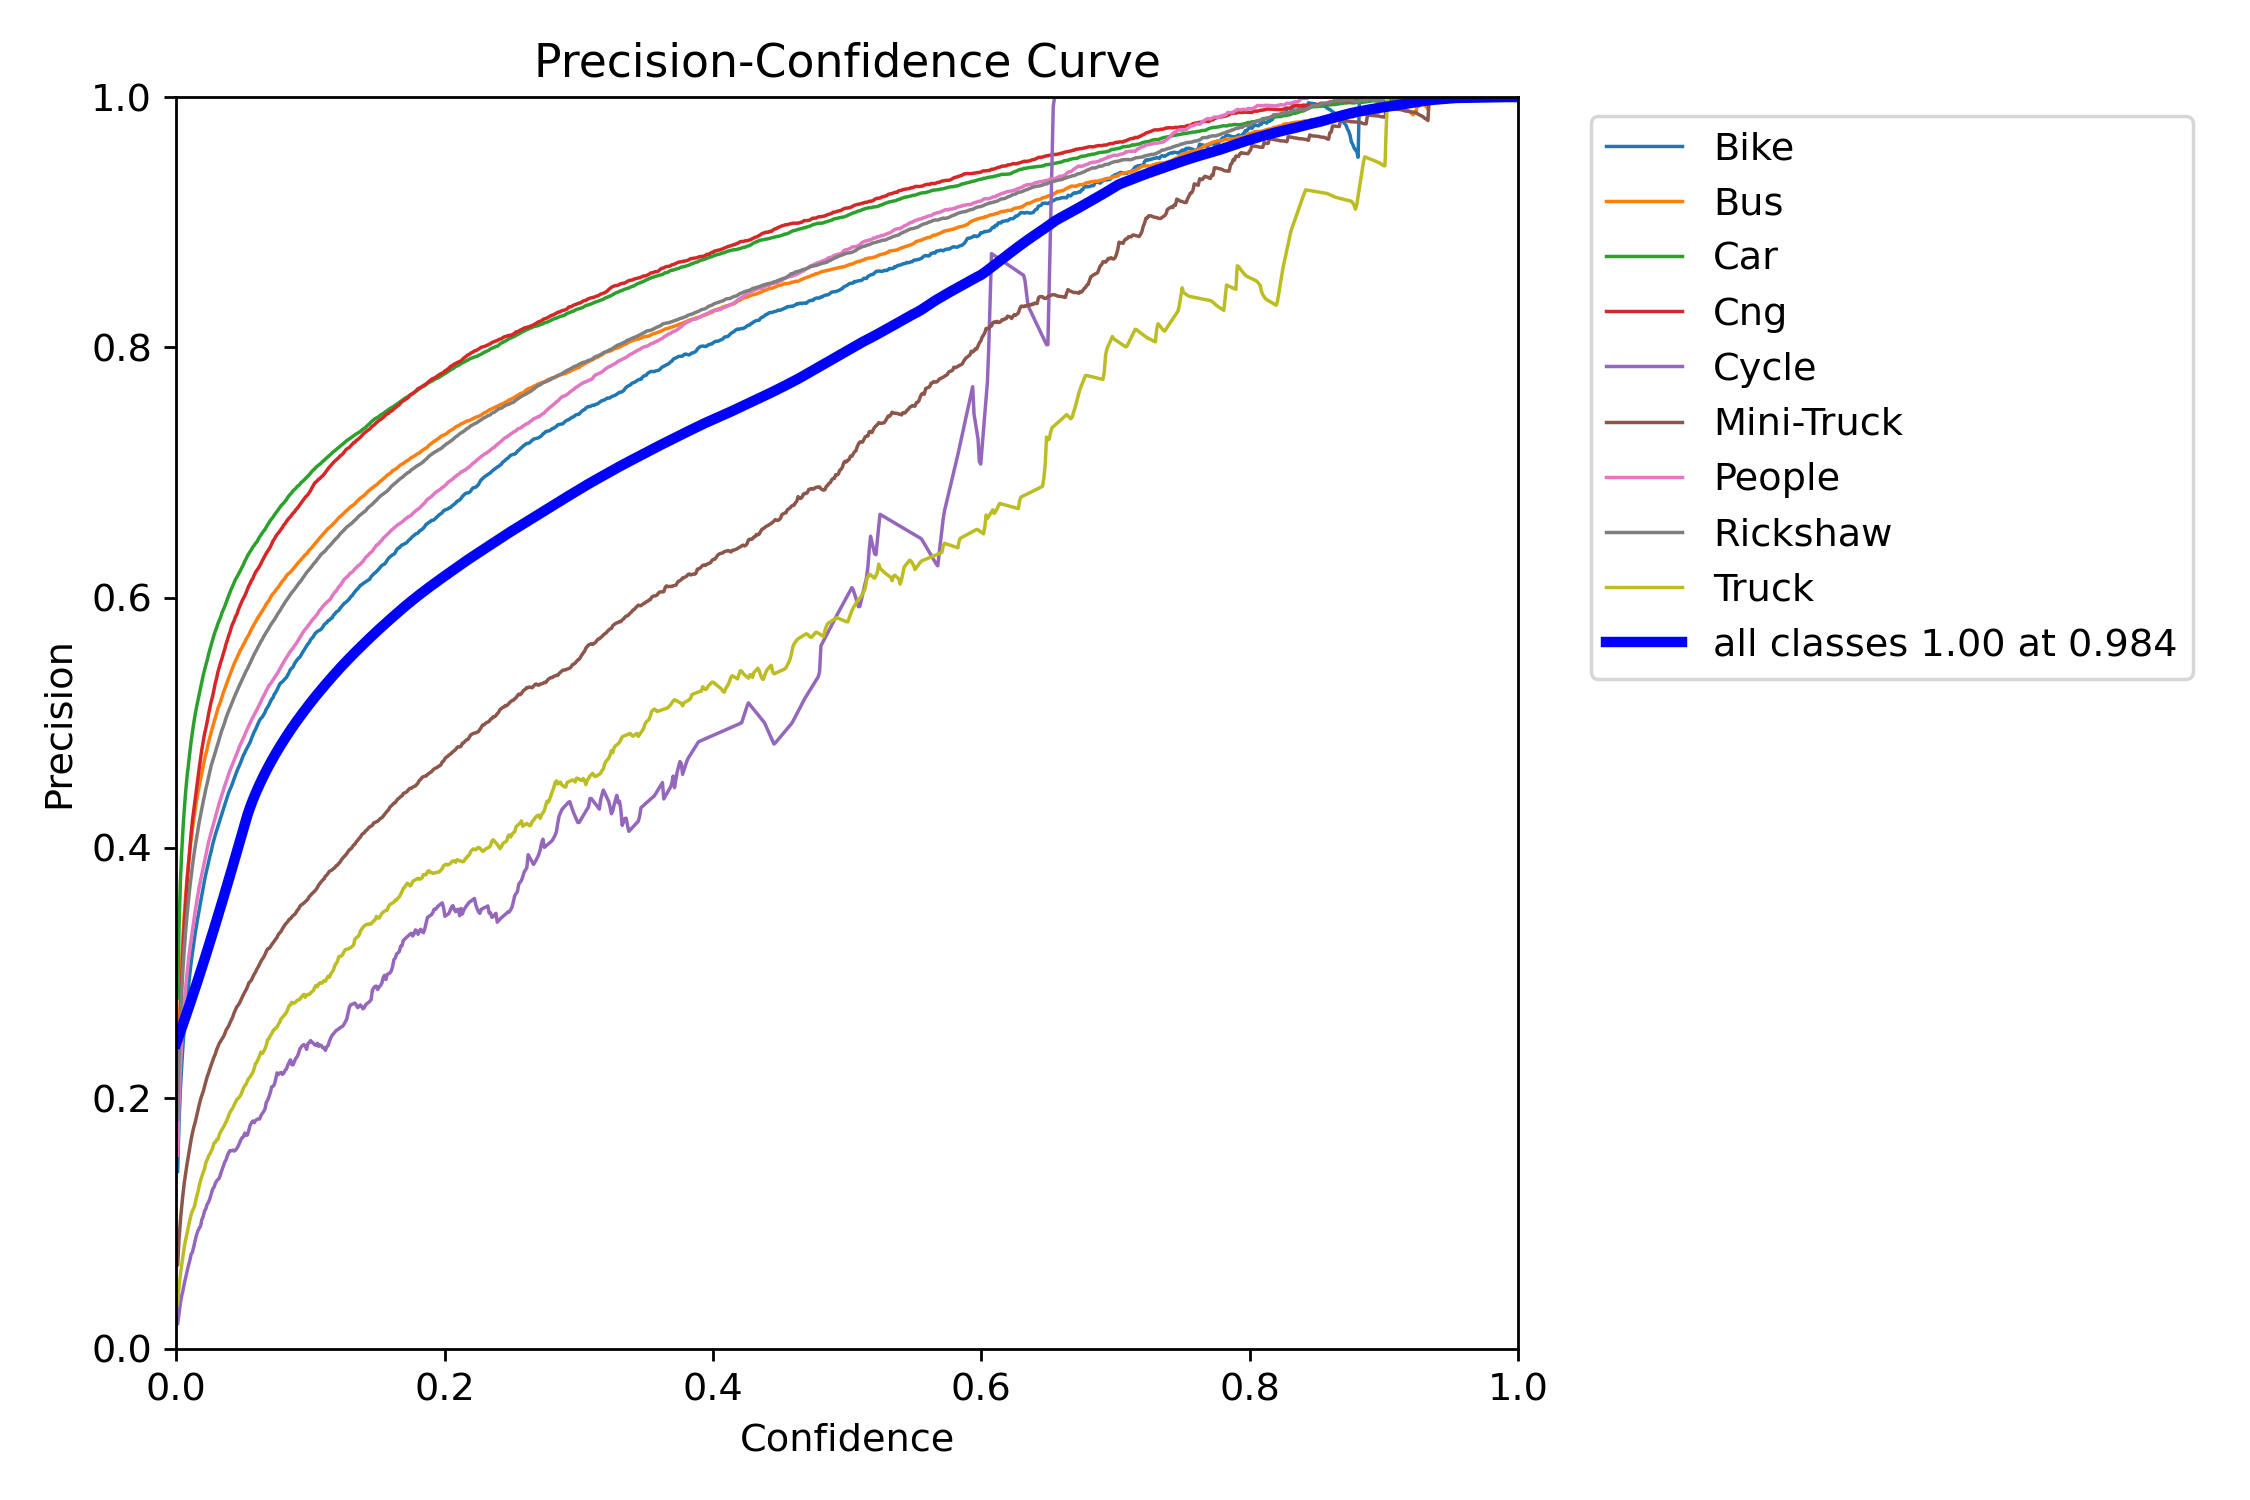 Precision-Confidence Curve
1.0
0.8
0.6
0.4
0.2
0.0
Precision
0.0 0.2 0.4 0.6 0.8 1.0
Confidence
Bike
Bus
Car
Cng
Cycle
Mini-Truck
People
Rickshaw
Truck
all classes 1.00 at 0.984